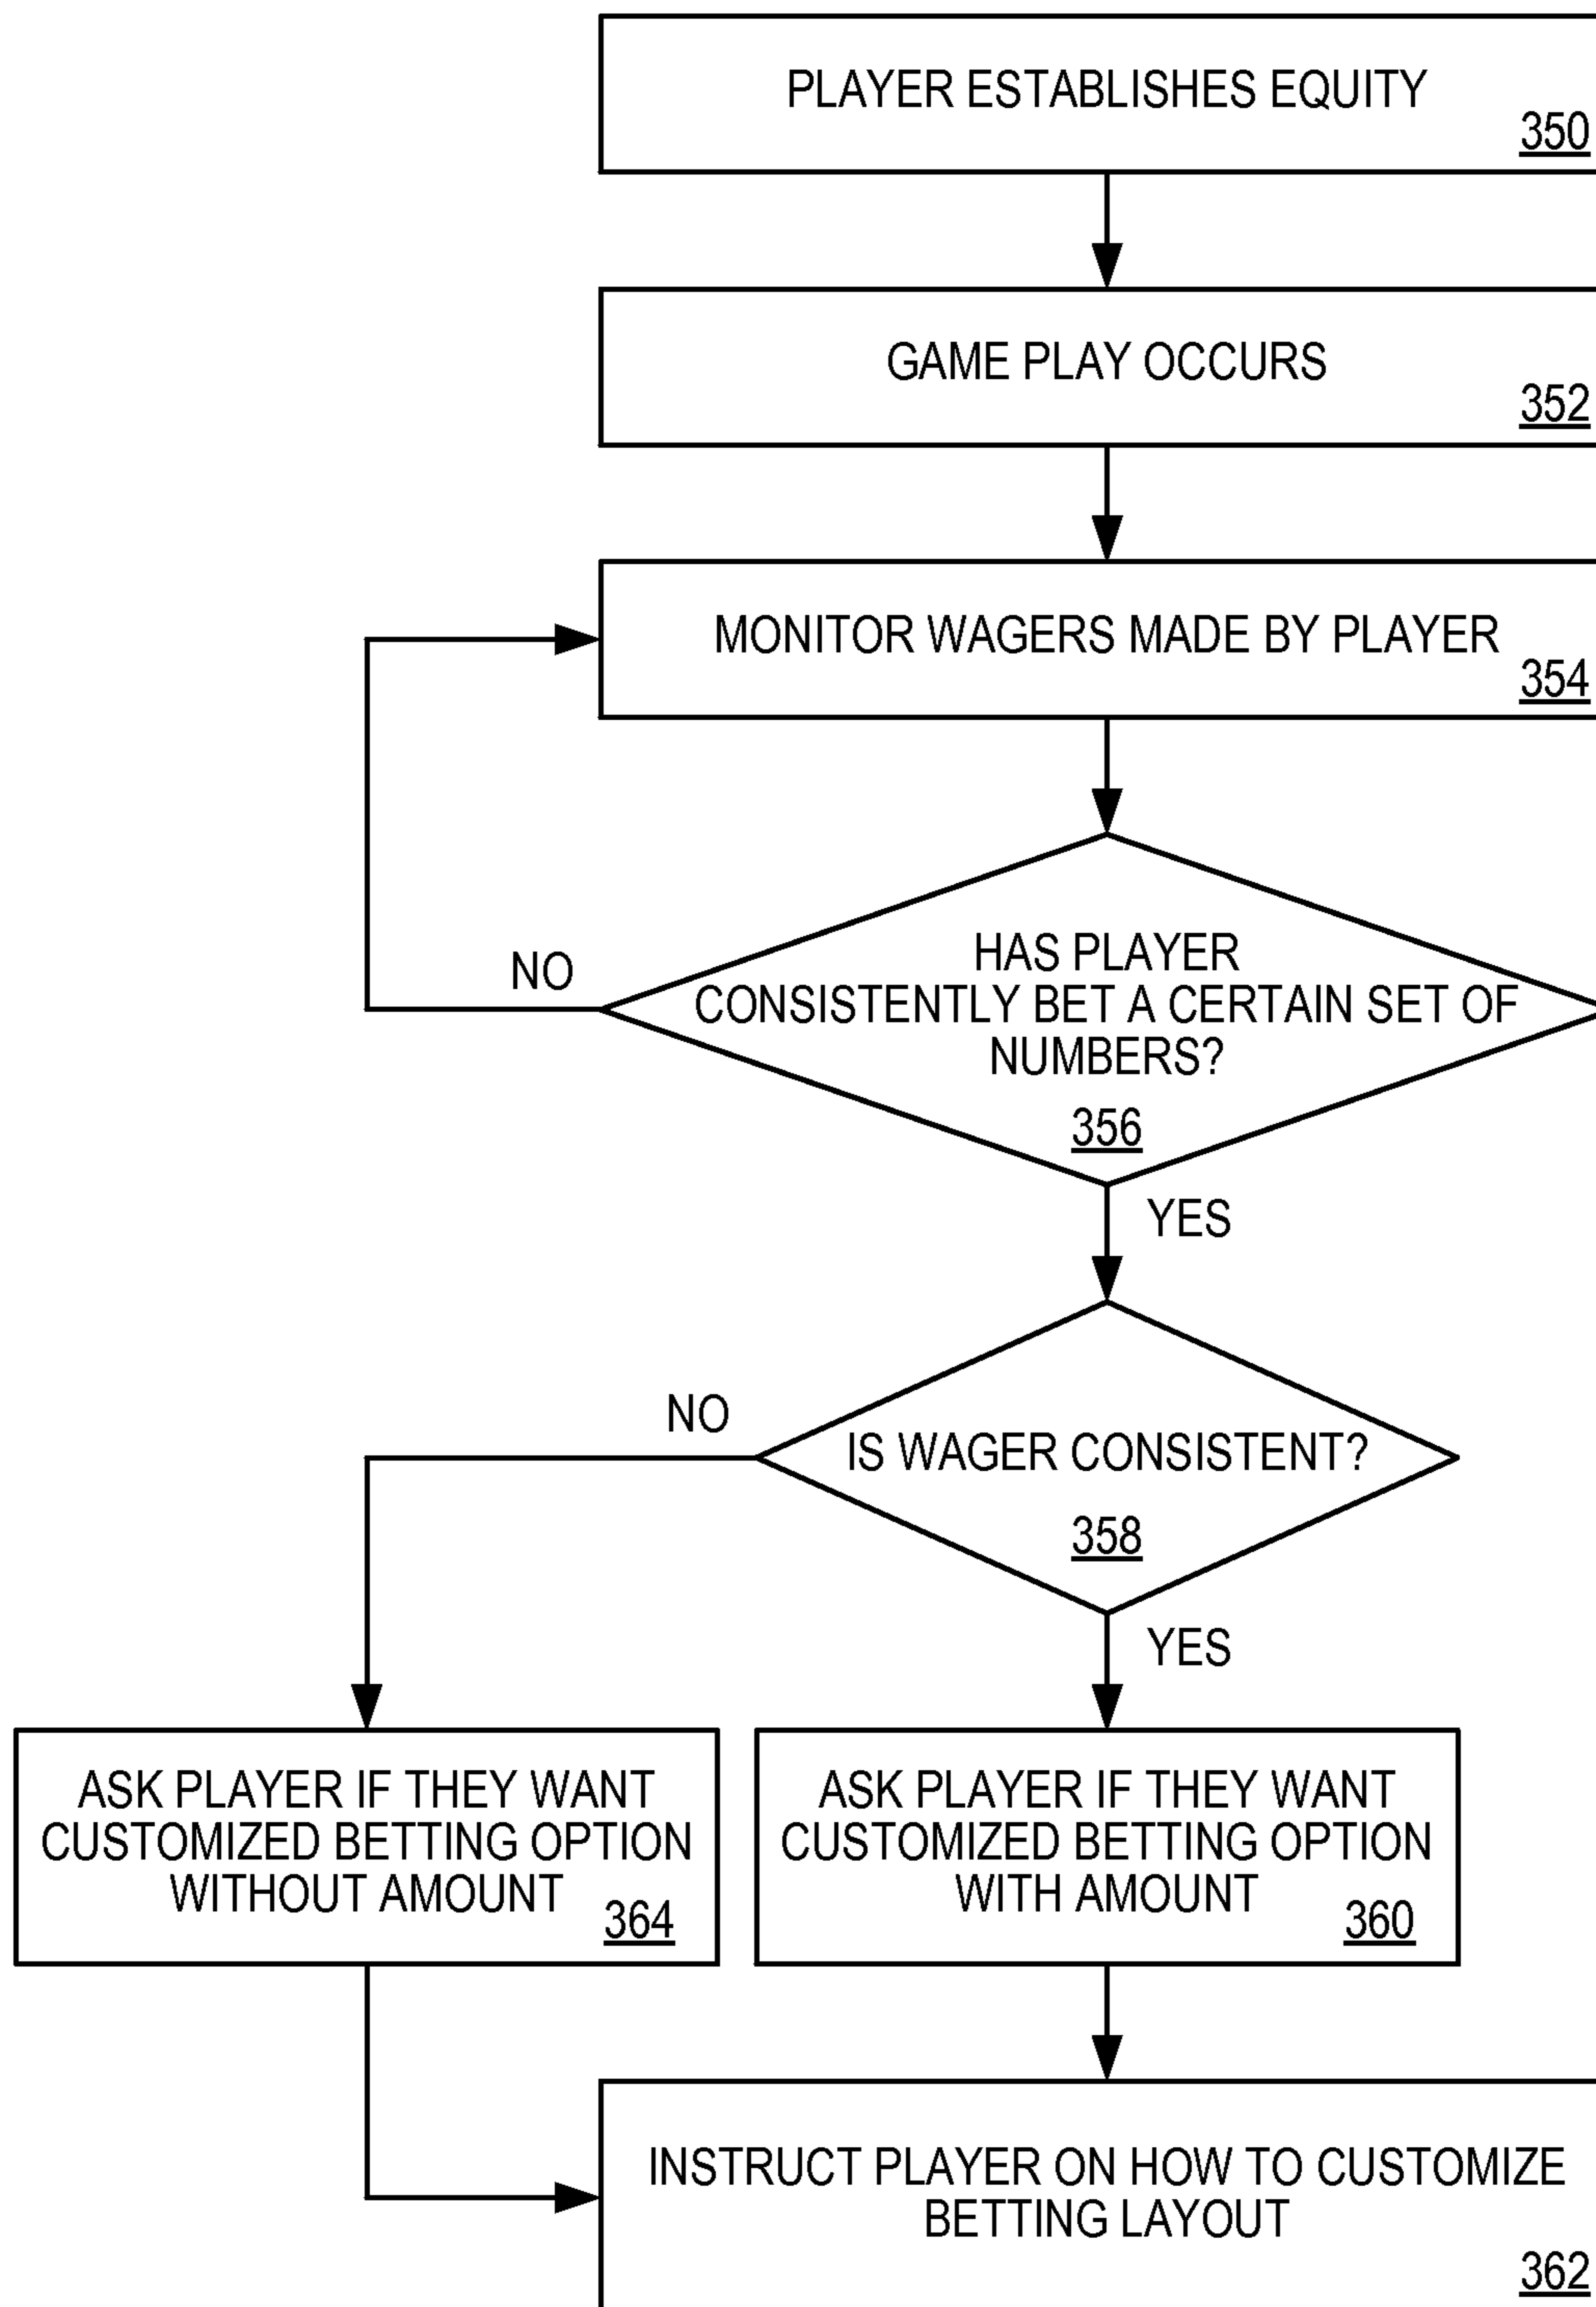 PLAYER ESTABLISHES EQUITY
350
GAME PLAY OCCURS
352
MONITOR WAGERS MADE BY PLAYER
354
HAS PLAYER
CONSISTENTLY BET A CERTAIN SET OF
NUMBERS?
356
NO
YES
IS WAGER CONSISTENT?
358
NO
YES
ASK PLAYER IF THEY WANT
CUSTOMIZED BETTING OPTION
WITHOUT AMOUNT
364
ASK PLAYER IF THEY WANT
CUSTOMIZED BETTING OPTION
WITH AMOUNT
360
INSTRUCT PLAYER ON HOW TO CUSTOMIZE
BETTING LAYOUT
362